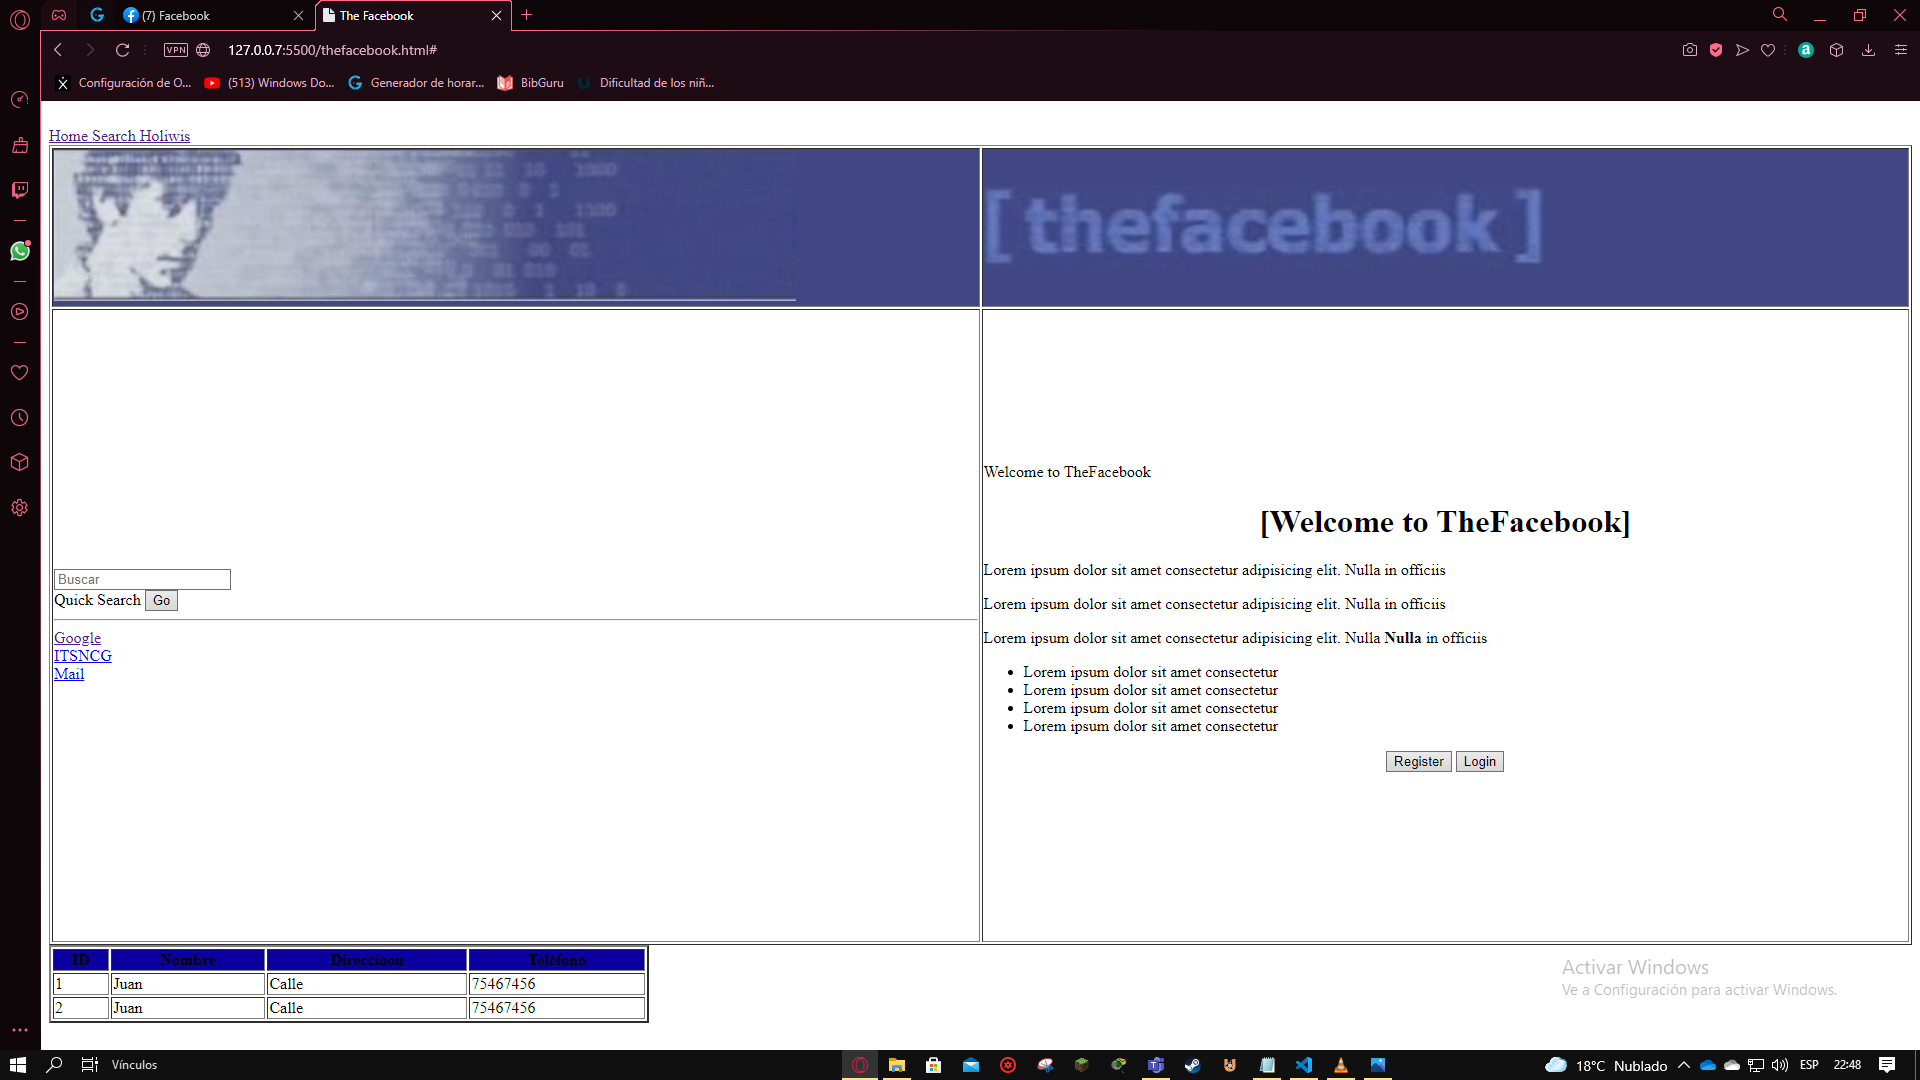 (7) Facebook
The Facebook
VPN
127.0.0.7:5500/thefacebook.html#
Configuración de O...
(513) Windows Do...
Generador de horar...
BibGuru
Dificultad de los niñ...
Home Search Holiwis
[ thefacebook ]
Welcome to TheFacebook
[Welcome to TheFacebook]
Lorem ipsum dolor sit amet consectetur adipisicing elit. Nulla in officiis
Lorem ipsum dolor sit amet consectetur adipisicing elit. Nulla in officiis
Lorem ipsum dolor sit amet consectetur adipisicing elit. Nulla Nulla in officiis
Lorem ipsum dolor sit amet consectetur
Lorem ipsum dolor sit amet consectetur
Lorem ipsum dolor sit amet consectetur
Lorem ipsum dolor sit amet consectetur
Register Login
Buscar
Quick Search Go
Google
ITSNCG
Mail
ID Nombre Direccioon Teléfono
1 Juan Calle 75467456
2 Juan Calle 75467456
Activar Windows
Ve a Configuración para activar Windows.
Vínculos
18°C Nublado
ESP
22:48